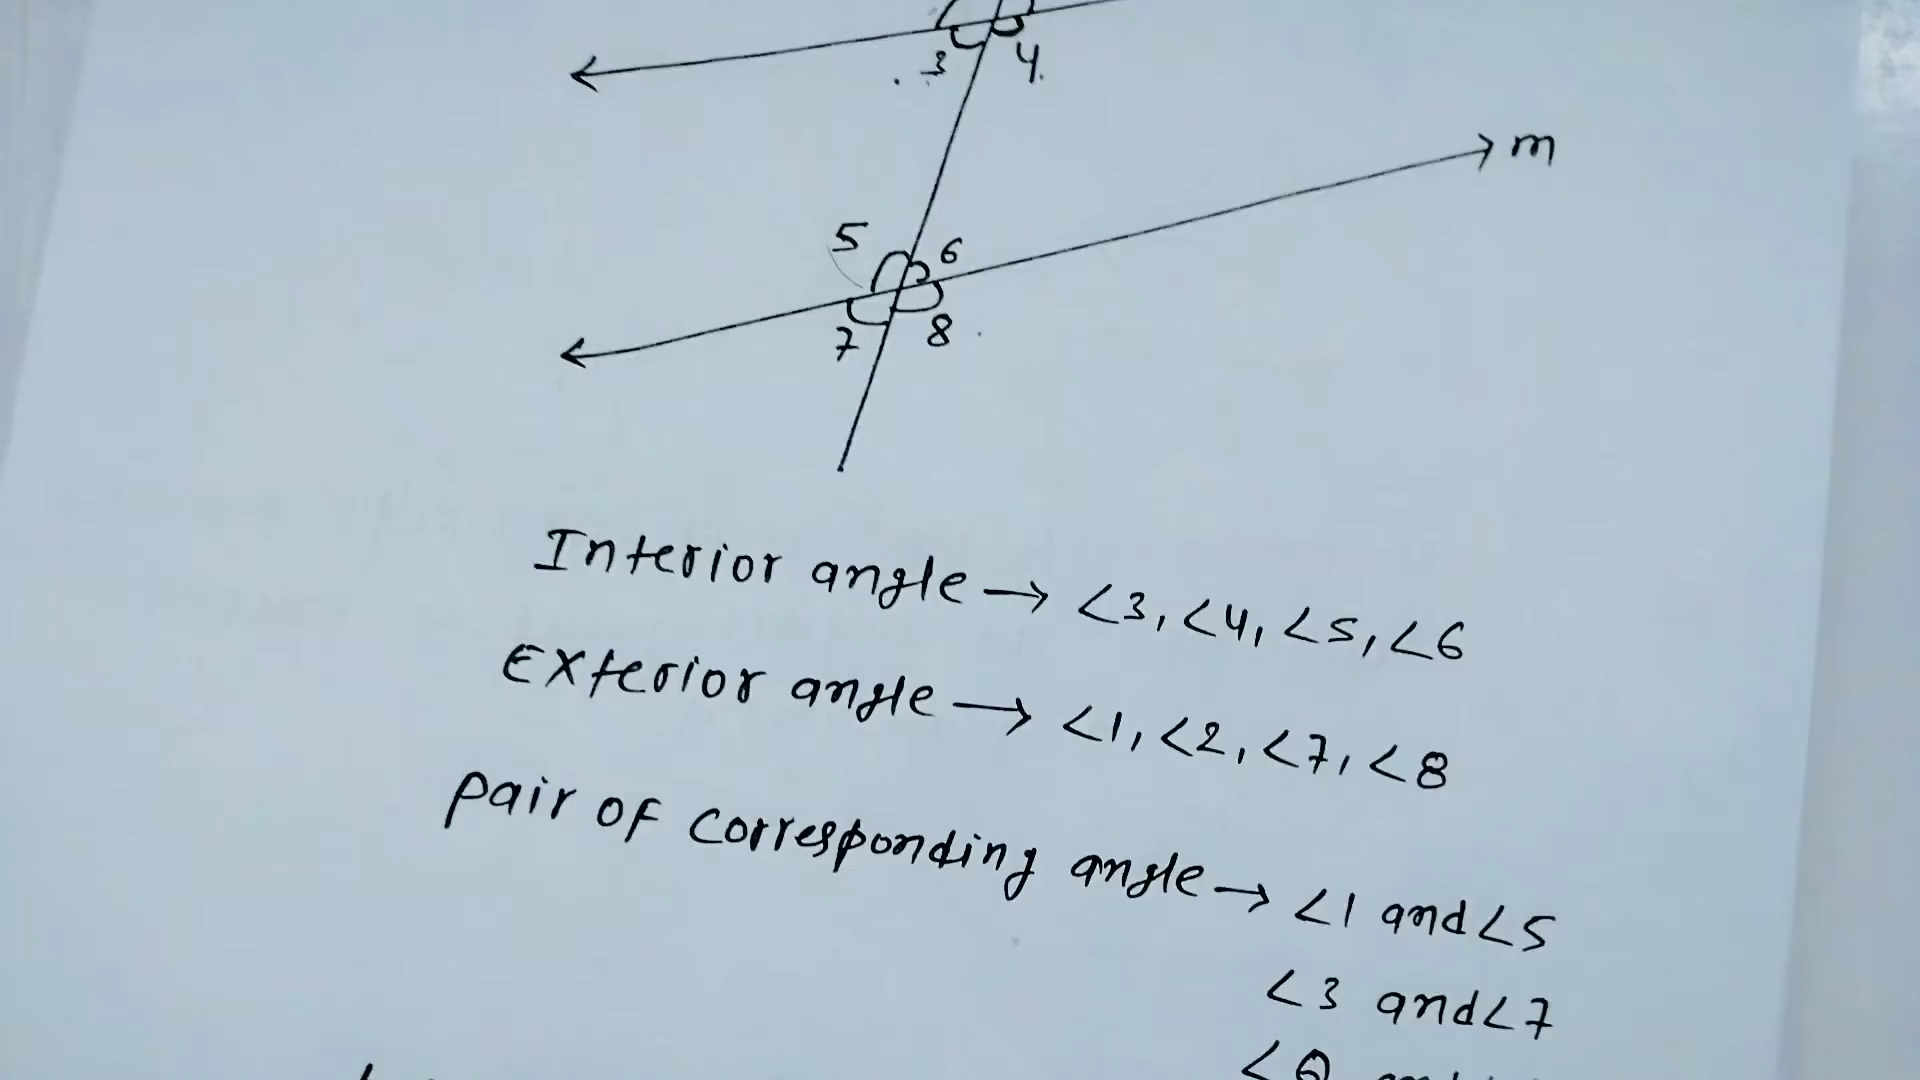 3 4
m
5 6
7 8
Interior angle → ∠3, ∠4, ∠5, ∠6
Exterior angle → ∠1, ∠2, ∠7, ∠8
pair of corresponding angle → ∠1 and ∠5
∠3 and ∠7